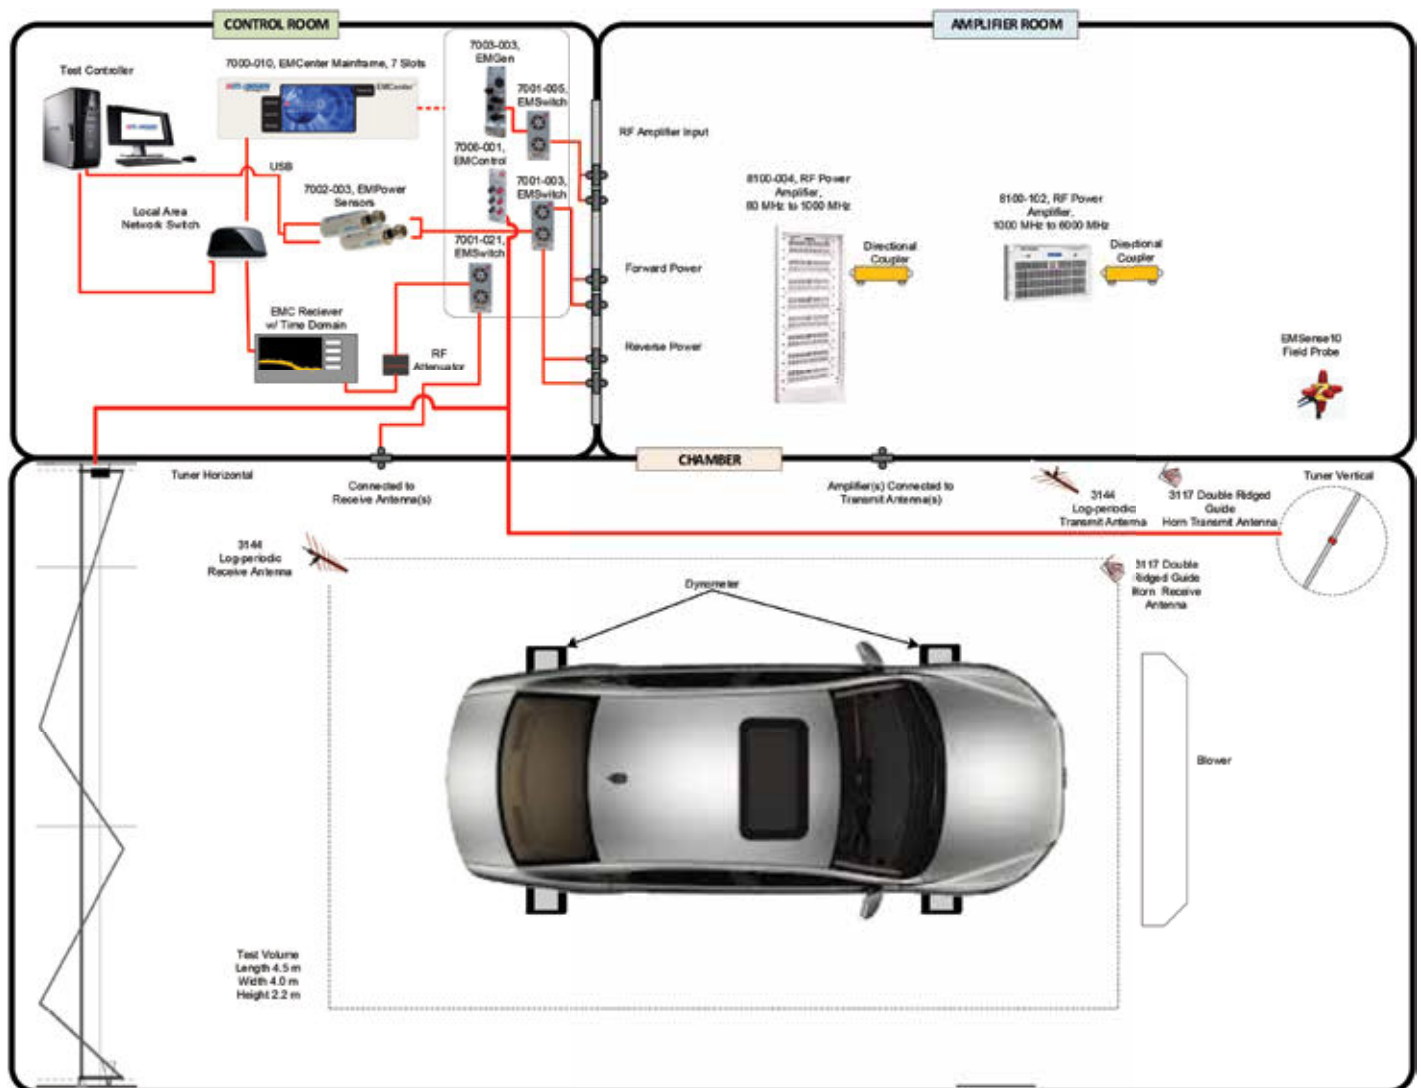 CONTROL ROOM
AMPLIFIER ROOM
Test Controller
7000-010, EMCenter Mainframe, 7 Slots
EMCenter
7003-003,
EMGen
7001-005,
EMSwitch
7006-001,
EMControl
7001-003,
EMSwitch
USB
7002-003, EMPower
Sensors
Local Area
Network Switch
7001-021,
EMSwitch
EMC Reciever
w/ Time Domain
RF
Attenuator
RF Amplifier Input
Forward Power
Reverse Power
8100-004, RF Power
Amplifier,
80 MHz to 1000 MHz
Directional
Coupler
8100-102, RF Power
Amplifier,
1000 MHz to 6000 MHz
Directional
Coupler
EMSense10
Field Probe
CHAMBER
Tuner Horizontal
Connected to
Receive Antenna(s)
Amplifier(s) Connected to
Transmit Antenna(s)
3144
Log-periodic
Transmit Antenna
3117 Double Ridged
Guide
Horn Transmit Antenna
Tuner Vertical
3144
Log-periodic
Receive Antenna
3117 Double
Ridged Guide
Horn Receive
Antenna
Dynometer
Blower
Test Volume
Length 4.5 m
Width 4.0 m
Height 2.2 m